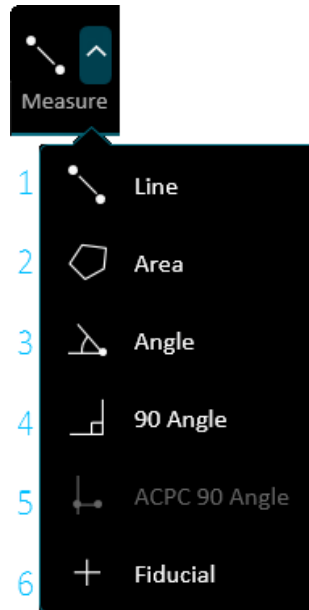 Measure
1 Line
2 Area
3 Angle
4 90 Angle
5 ACPC 90 Angle
6 Fiducial